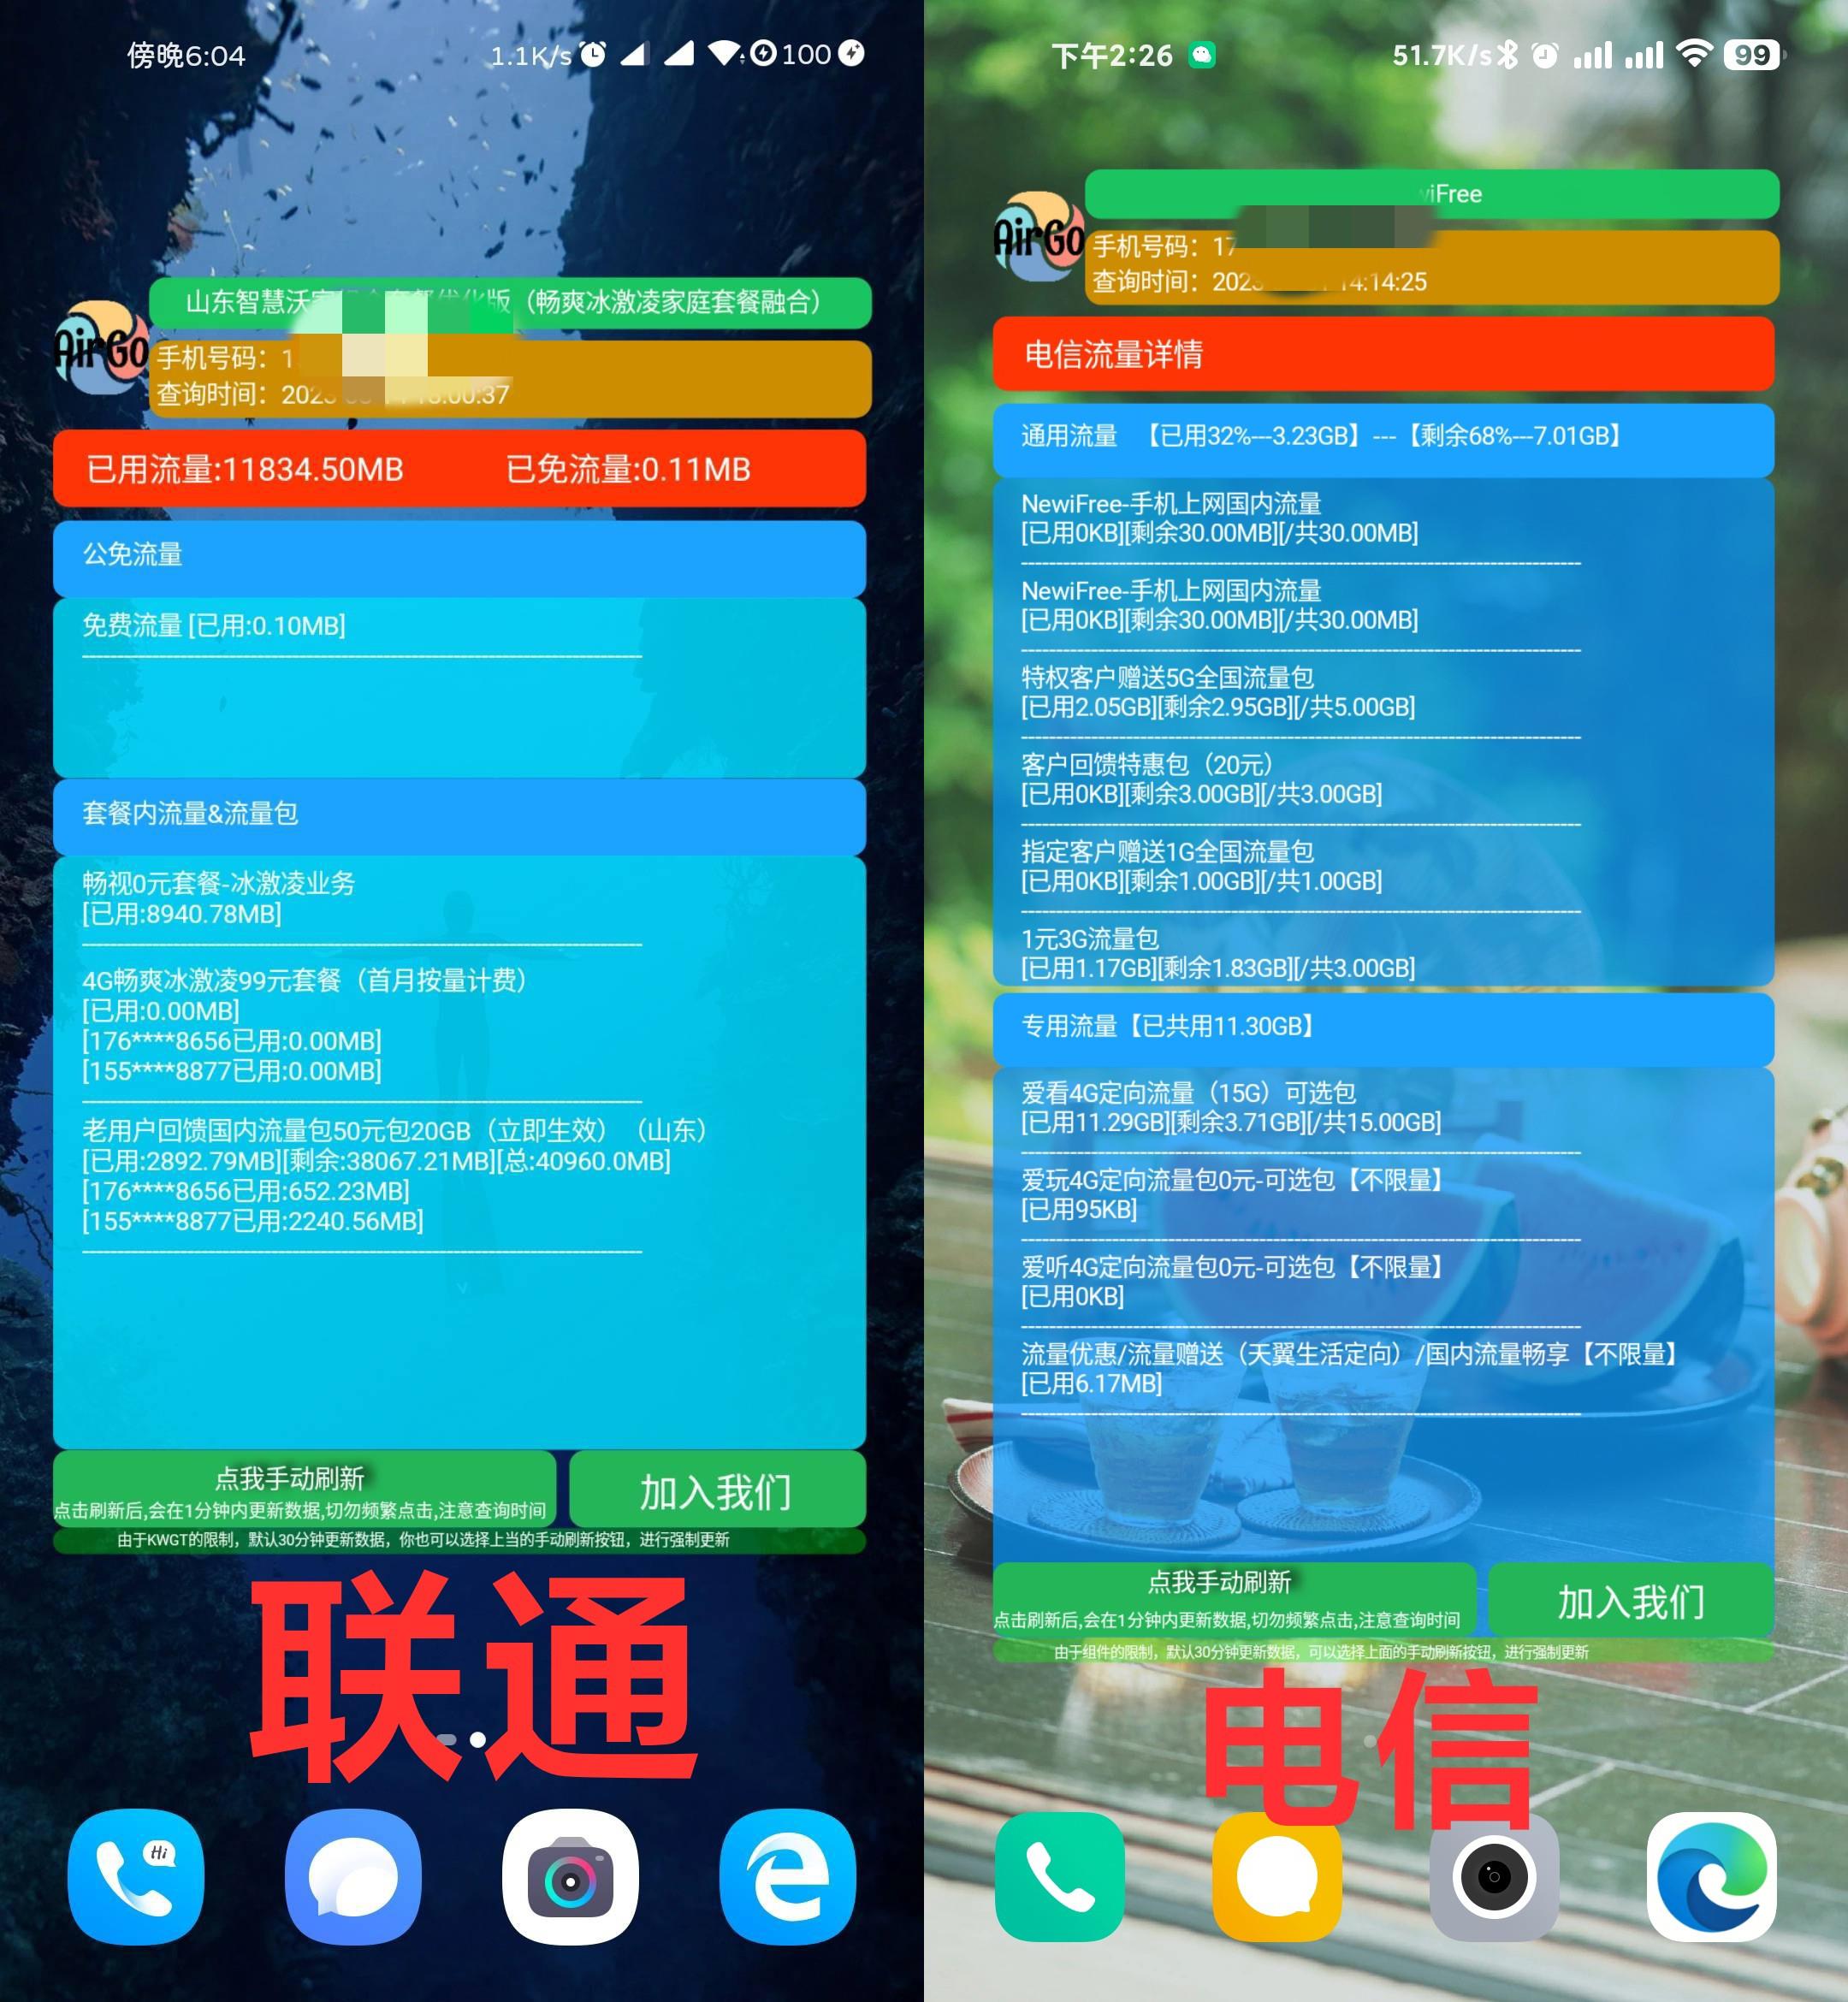 傍晚6:04
1.1K/s
100
山东智慧沃
版（畅爽冰激凌家庭套餐融合）
AirGo
手机号码：1
查询时间：202
:37
已用流量:11834.50MB
已免流量:0.11MB
公免流量
免费流量 [已用:0.10MB]
套餐内流量&流量包
畅视0元套餐-冰激凌业务
[已用:8940.78MB]
4G畅爽冰激凌99元套餐（首月按量计费）
[已用:0.00MB]
[176****8656已用:0.00MB]
[155****8877已用:0.00MB]
老用户回馈国内流量包50元包20GB（立即生效）（山东）
[已用:2892.79MB][剩余:38067.21MB][总:40960.0MB]
[176****8656已用:652.23MB]
[155****8877已用:2240.56MB]
点我手动刷新
点击刷新后,会在1分钟内更新数据,切勿频繁点击,注意查询时间
加入我们
由于KWGT的限制，默认30分钟更新数据，你也可以选择上当的手动刷新按钮，进行强制更新
联通
Hi
下午2:26
51.7K/s
99
iFree
AirGo
手机号码：17
查询时间：202
14:14:25
电信流量详情
通用流量 【已用32%---3.23GB】---【剩余68%---7.01GB】
NewiFree-手机上网国内流量
[已用0KB][剩余30.00MB][/共30.00MB]
NewiFree-手机上网国内流量
[已用0KB][剩余30.00MB][/共30.00MB]
特权客户赠送5G全国流量包
[已用2.05GB][剩余2.95GB][/共5.00GB]
客户回馈特惠包（20元）
[已用0KB][剩余3.00GB][/共3.00GB]
指定客户赠送1G全国流量包
[已用0KB][剩余1.00GB][/共1.00GB]
1元3G流量包
[已用1.17GB][剩余1.83GB][/共3.00GB]
专用流量【已共用11.30GB】
爱看4G定向流量（15G）可选包
[已用11.29GB][剩余3.71GB][/共15.00GB]
爱玩4G定向流量包0元-可选包【不限量】
[已用95KB]
爱听4G定向流量包0元-可选包【不限量】
[已用0KB]
流量优惠/流量赠送（天翼生活定向）/国内流量畅享【不限量】
[已用6.17MB]
点我手动刷新
点击刷新后,会在1分钟内更新数据,切勿频繁点击,注意查询时间
加入我们
由于组件的限制，默认30分钟更新数据，可以选择上面的手动刷新按钮，进行强制更新
电信